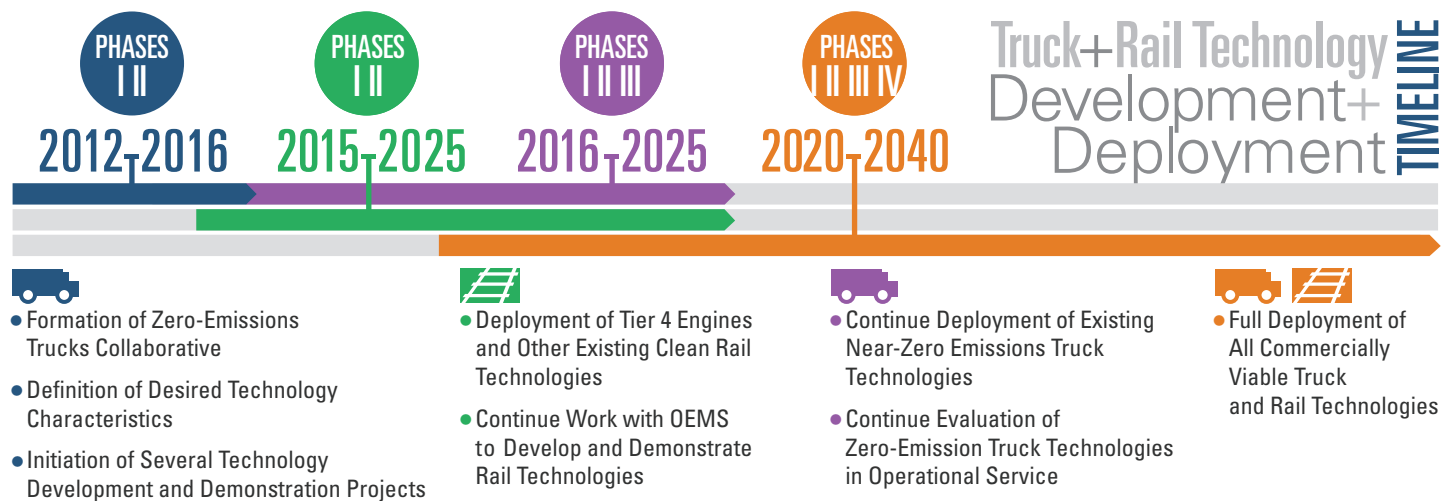 PHASES
I II
2012-2016
PHASES
I II
2015-2025
PHASES
I II III
2016-2025
PHASES
I II III IV
2020-2040
Truck+Rail Technology
Development+
Deployment
TIMELINE
• Formation of Zero-Emissions
Trucks Collaborative
• Definition of Desired Technology
Characteristics
• Initiation of Several Technology
Development and Demonstration Projects
• Deployment of Tier 4 Engines
and Other Existing Clean Rail
Technologies
• Continue Work with OEMS
to Develop and Demonstrate
Rail Technologies
• Continue Deployment of Existing
Near-Zero Emissions Truck
Technologies
• Continue Evaluation of
Zero-Emission Truck Technologies
in Operational Service
• Full Deployment of
All Commercially
Viable Truck
and Rail Technologies